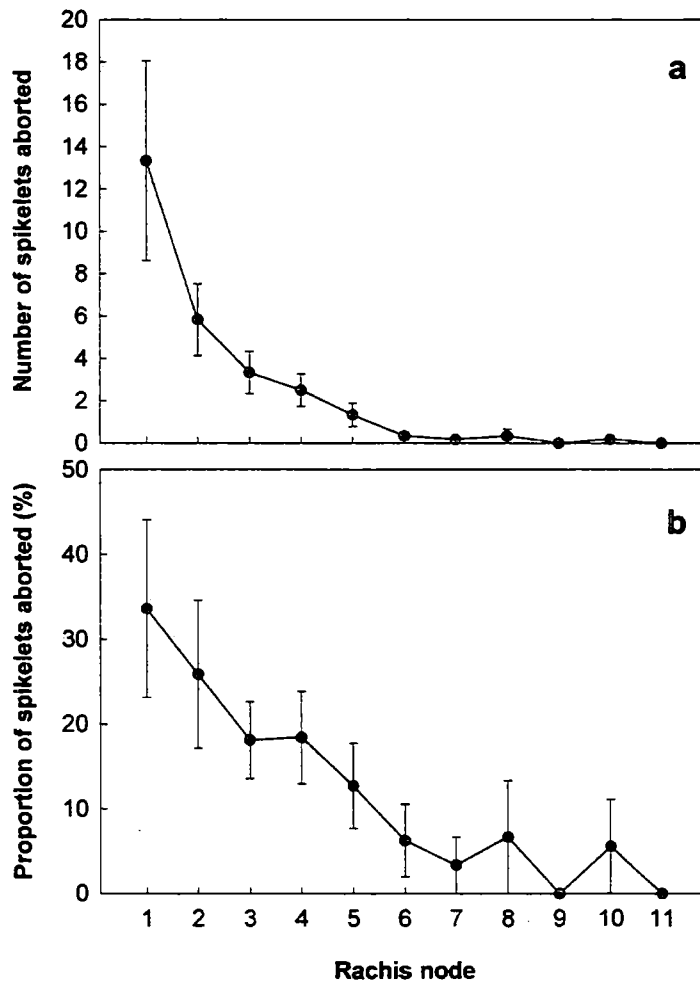 a
Number of spikelets aborted
20
18
16
14
12
10
8
6
4
2
0
b
Proportion of spikelets aborted (%)
50
40
30
20
10
0
1 2 3 4 5 6 7 8 9 10 11
Rachis node